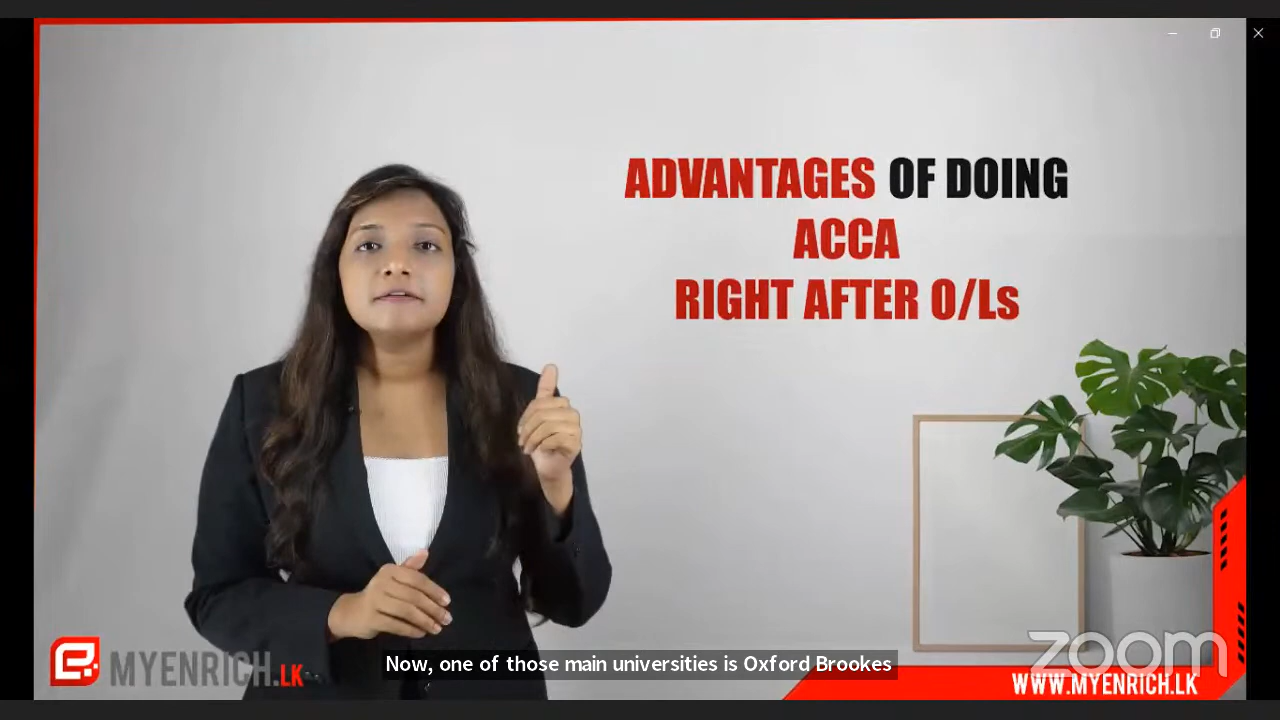 ADVANTAGES OF DOING
ACCA
RIGHT AFTER O/Ls
MYENRICH.LK
Now, one of those main universities is Oxford Brookes
zoom
WWW.MYENRICH.LK